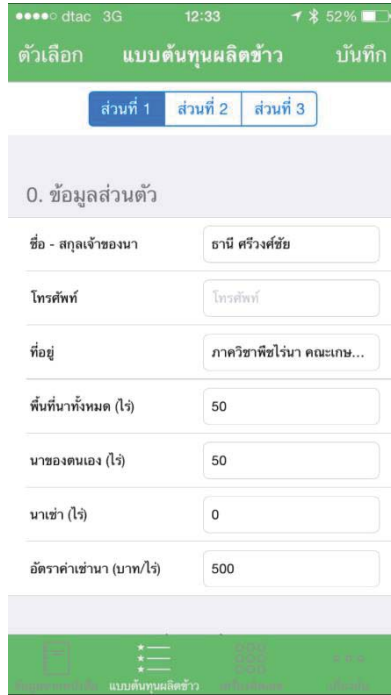 dtac 3G 12:33 52%
ตัวเลือก แบบต้นทุนผลิตข้าว บันทึก
ส่วนที่ 1 ส่วนที่ 2 ส่วนที่ 3
0. ข้อมูลส่วนตัว
ชื่อ - สกุลเจ้าของนา ธานี ศรีวงศ์ชัย
โทรศัพท์ โทรศัพท์
ที่อยู่ ภาควิชาพืชไร่นา คณะเกษ...
พื้นที่นาทั้งหมด (ไร่) 50
นาของตนเอง (ไร่) 50
นาเช่า (ไร่) 0
อัตราค่าเช่านา (บาท/ไร่) 500
แบบต้นทุนผลิตข้าว